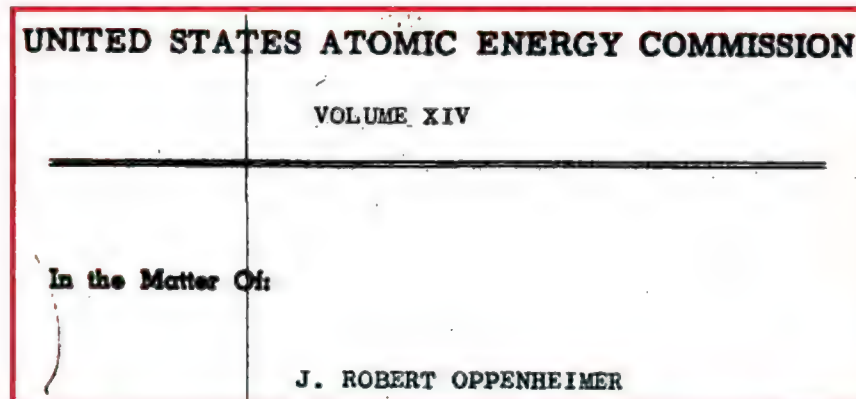 UNITED STATES ATOMIC ENERGY COMMISSION
VOLUME XIV
In the Matter Of:
J. ROBERT OPPENHEIMER